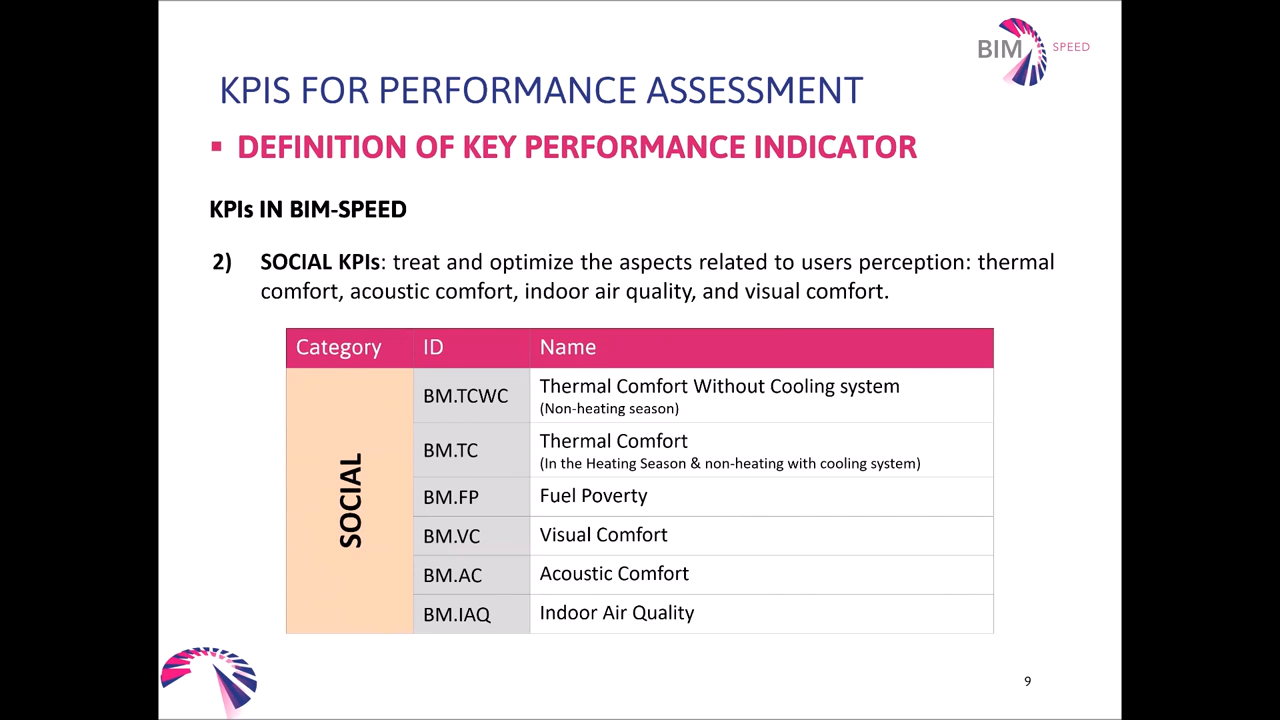 BIM SPEED
KPIS FOR PERFORMANCE ASSESSMENT
▪ DEFINITION OF KEY PERFORMANCE INDICATOR
KPIs IN BIM-SPEED
2) SOCIAL KPIs: treat and optimize the aspects related to users perception: thermal
comfort, acoustic comfort, indoor air quality, and visual comfort.
Category ID Name
SOCIAL
BM.TCWC Thermal Comfort Without Cooling system
(Non-heating season)
BM.TC Thermal Comfort
(In the Heating Season & non-heating with cooling system)
BM.FP Fuel Poverty
BM.VC Visual Comfort
BM.AC Acoustic Comfort
BM.IAQ Indoor Air Quality
9